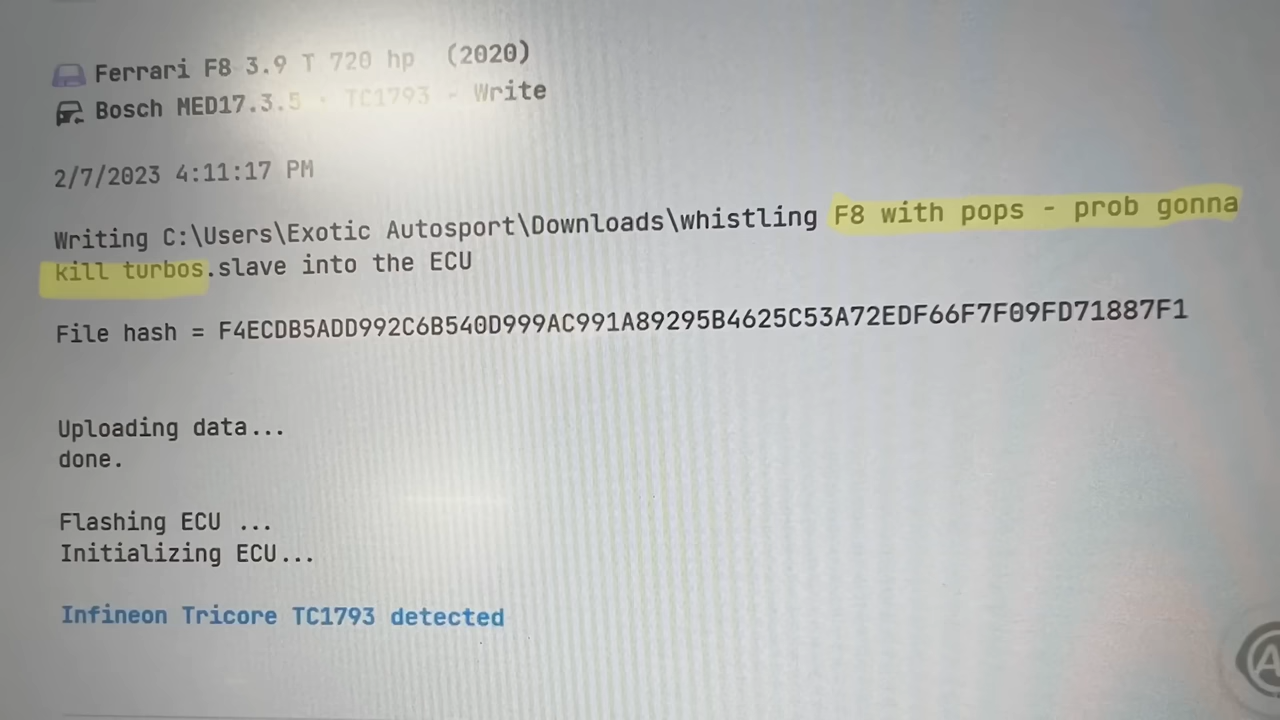 Ferrari F8 3.9 T 720 hp (2020)
Bosch MED17.3.5 · TC1793 - Write
2/7/2023 4:11:17 PM
Writing C:\Users\Exotic Autosport\Downloads\whistling F8 with pops - prob gonna
kill turbos.slave into the ECU
File hash = F4ECDB5ADD992C6B540D999AC991A89295B4625C53A72EDF66F7F09FD71887F1
Uploading data...
done.
Flashing ECU ...
Initializing ECU...
Infineon Tricore TC1793 detected